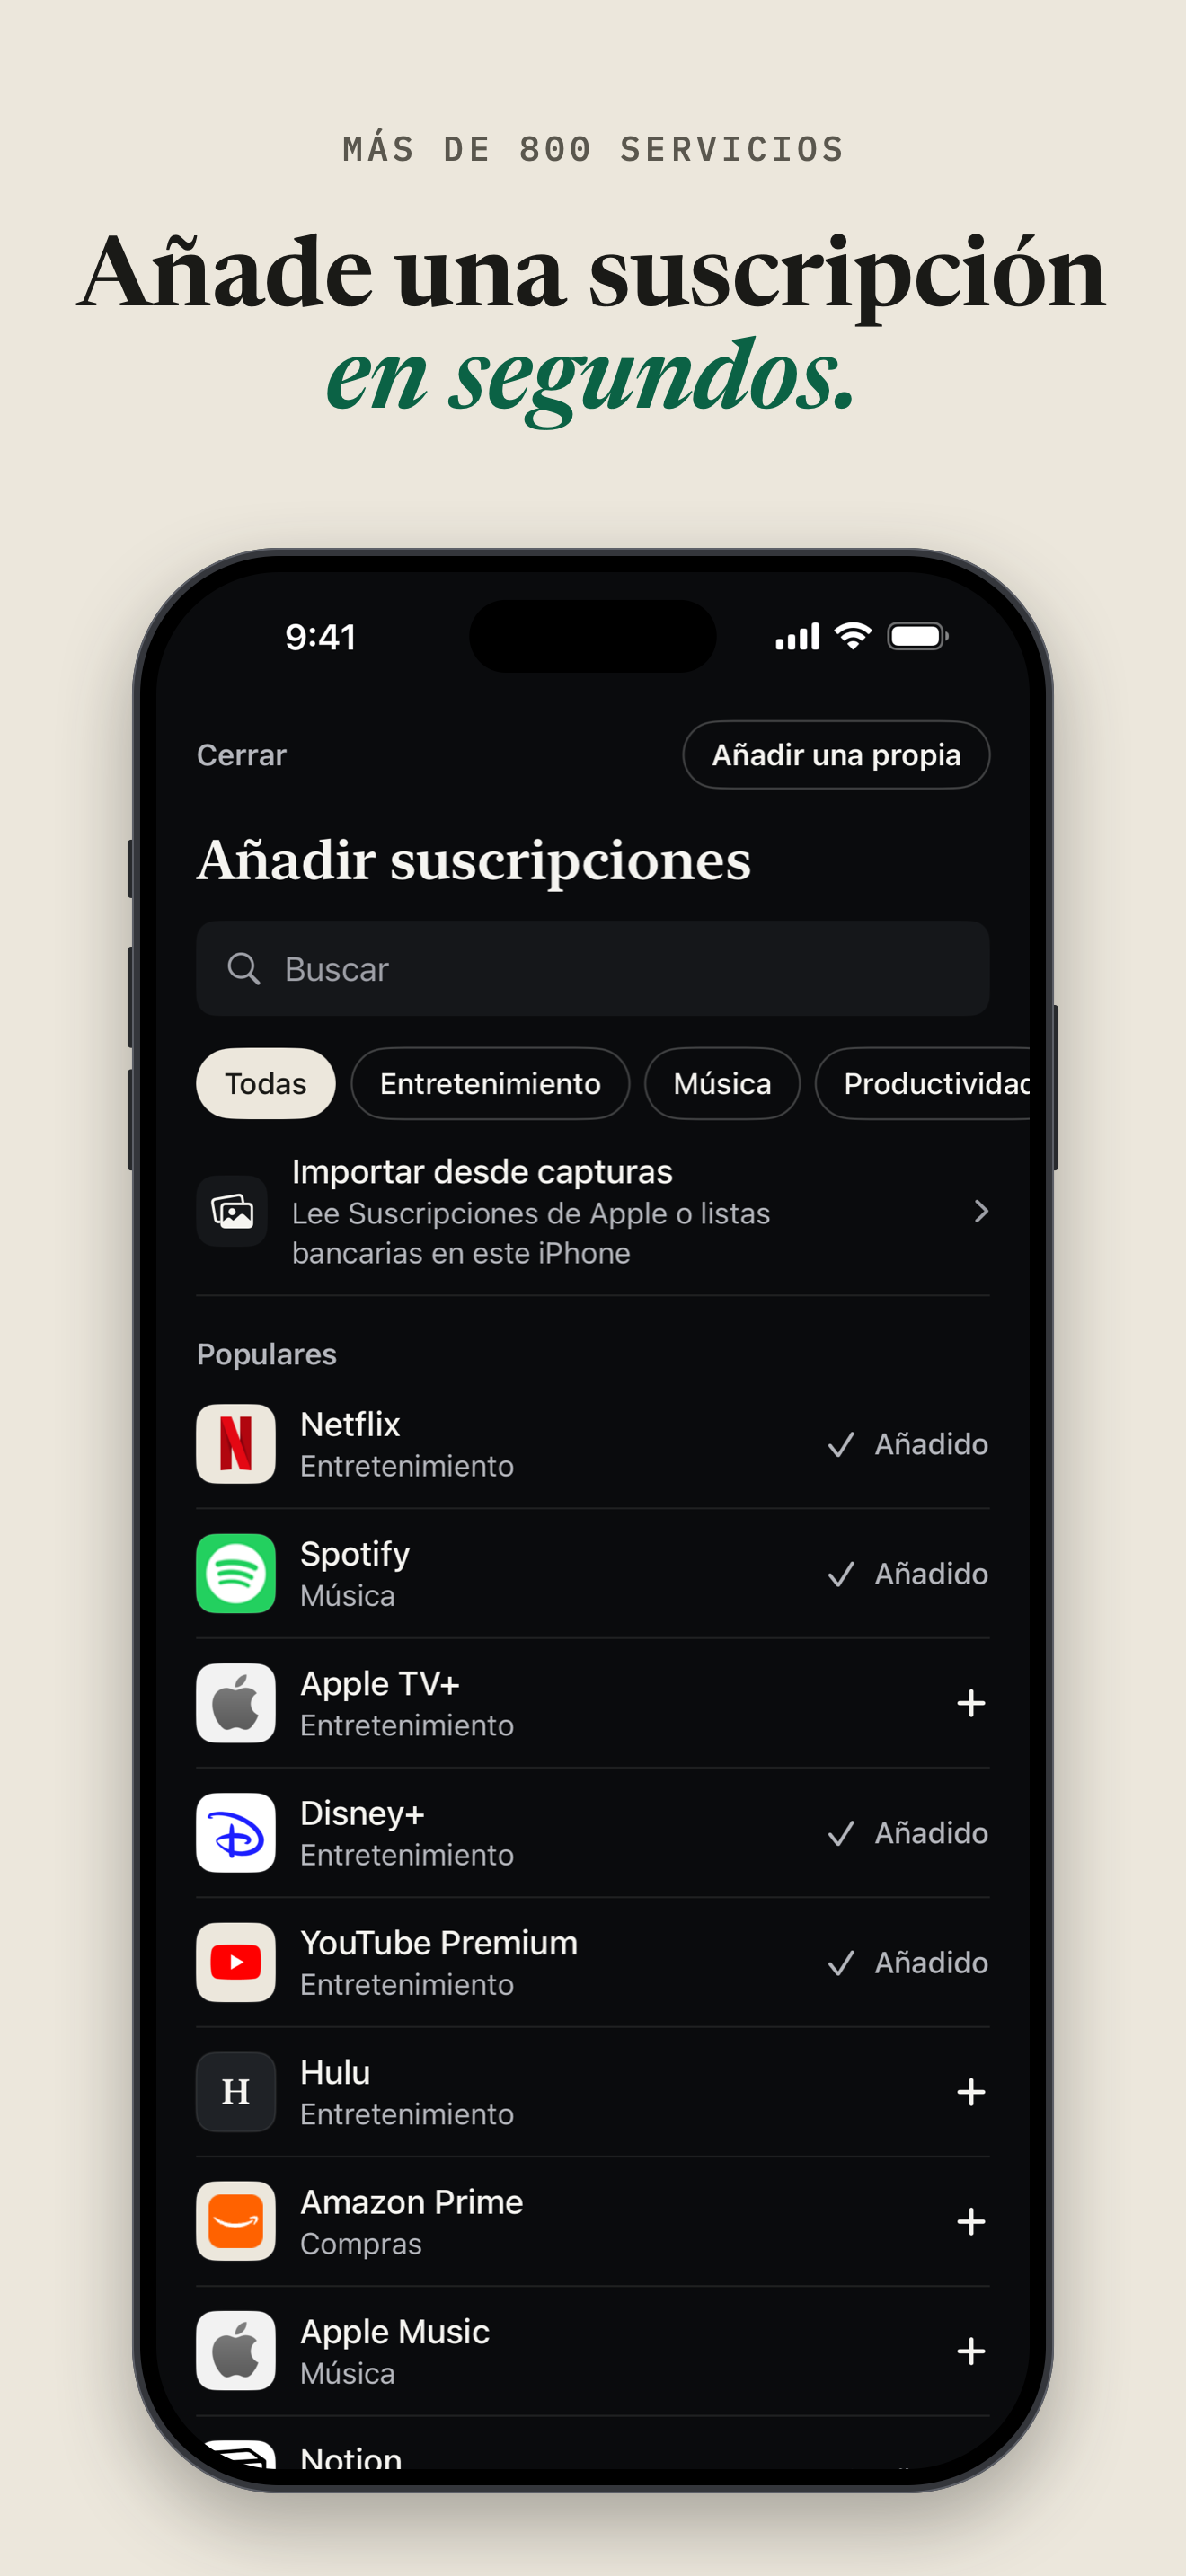 MÁS DE 800 SERVICIOS
Añade una suscripción
en segundos.
9:41
Cerrar
Añadir una propia
Añadir suscripciones
Buscar
Todas
Entretenimiento
Música
Productividad
Importar desde capturas
Lee Suscripciones de Apple o listas
bancarias en este iPhone
Populares
Netflix
Entretenimiento
Añadido
Spotify
Música
Añadido
Apple TV+
Entretenimiento
Disney+
Entretenimiento
Añadido
YouTube Premium
Entretenimiento
Añadido
H
Hulu
Entretenimiento
Amazon Prime
Compras
Apple Music
Música
Notion